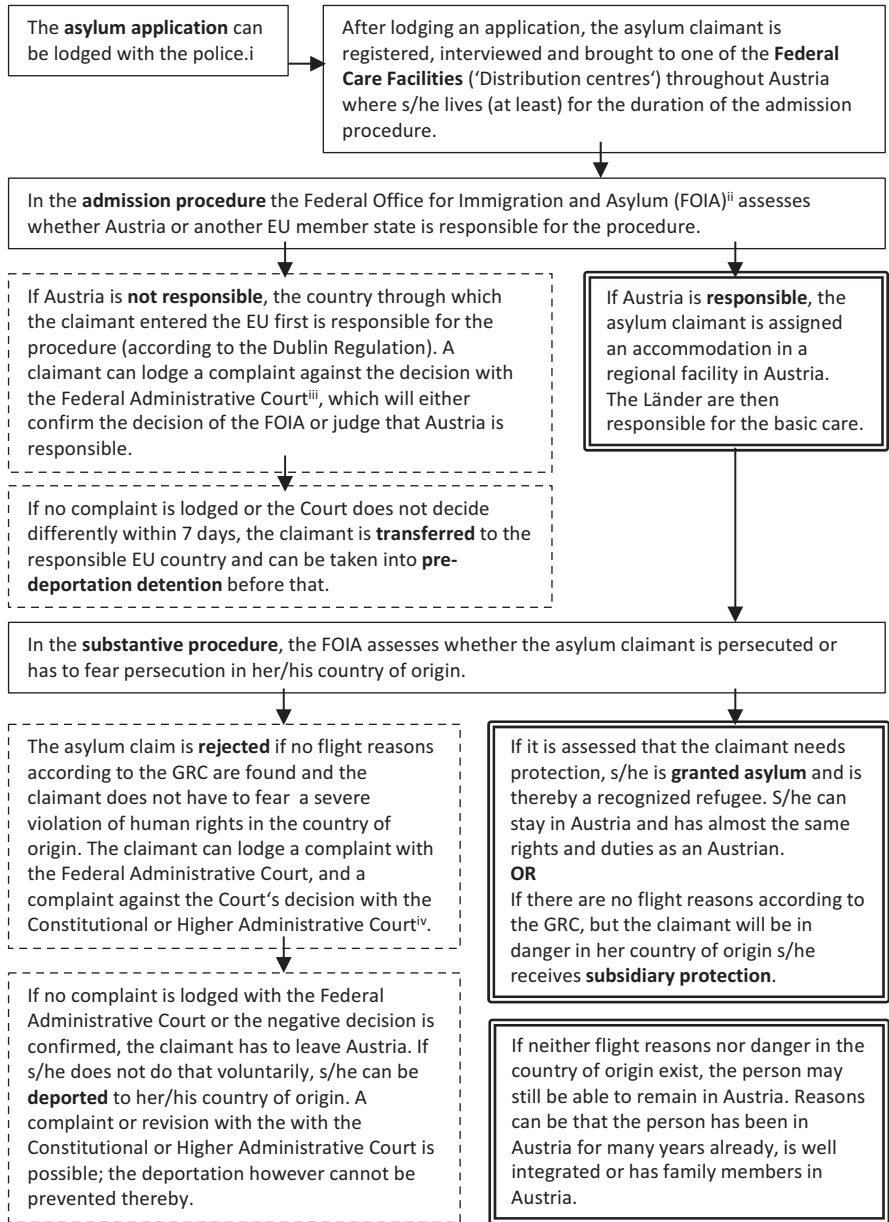 The asylum application can
be lodged with the police.i
After lodging an application, the asylum claimant is
registered, interviewed and brought to one of the Federal
Care Facilities (‘Distribution centres‘) throughout Austria
where s/he lives (at least) for the duration of the admission
procedure.
In the admission procedure the Federal Office for Immigration and Asylum (FOIA)ii assesses
whether Austria or another EU member state is responsible for the procedure.
If Austria is not responsible, the country through which
the claimant entered the EU first is responsible for the
procedure (according to the Dublin Regulation). A
claimant can lodge a complaint against the decision with
the Federal Administrative Courtiii, which will either
confirm the decision of the FOIA or judge that Austria is
responsible.
If Austria is responsible, the
asylum claimant is assigned
an accommodation in a
regional facility in Austria.
The Länder are then
responsible for the basic care.
If no complaint is lodged or the Court does not decide
differently within 7 days, the claimant is transferred to the
responsible EU country and can be taken into pre-
deportation detention before that.
In the substantive procedure, the FOIA assesses whether the asylum claimant is persecuted or
has to fear persecution in her/his country of origin.
The asylum claim is rejected if no flight reasons
according to the GRC are found and the
claimant does not have to fear a severe
violation of human rights in the country of
origin. The claimant can lodge a complaint with
the Federal Administrative Court, and a
complaint against the Court‘s decision with the
Constitutional or Higher Administrative Courtiv.
If it is assessed that the claimant needs
protection, s/he is granted asylum and is
thereby a recognized refugee. S/he can
stay in Austria and has almost the same
rights and duties as an Austrian.
OR
If there are no flight reasons according to
the GRC, but the claimant will be in
danger in her country of origin s/he
receives subsidiary protection.
If no complaint is lodged with the Federal
Administrative Court or the negative decision is
confirmed, the claimant has to leave Austria. If
s/he does not do that voluntarily, s/he can be
deported to her/his country of origin. A
complaint or revision with the with the
Constitutional or Higher Administrative Court is
possible; the deportation however cannot be
prevented thereby.
If neither flight reasons nor danger in the
country of origin exist, the person may
still be able to remain in Austria. Reasons
can be that the person has been in
Austria for many years already, is well
integrated or has family members in
Austria.